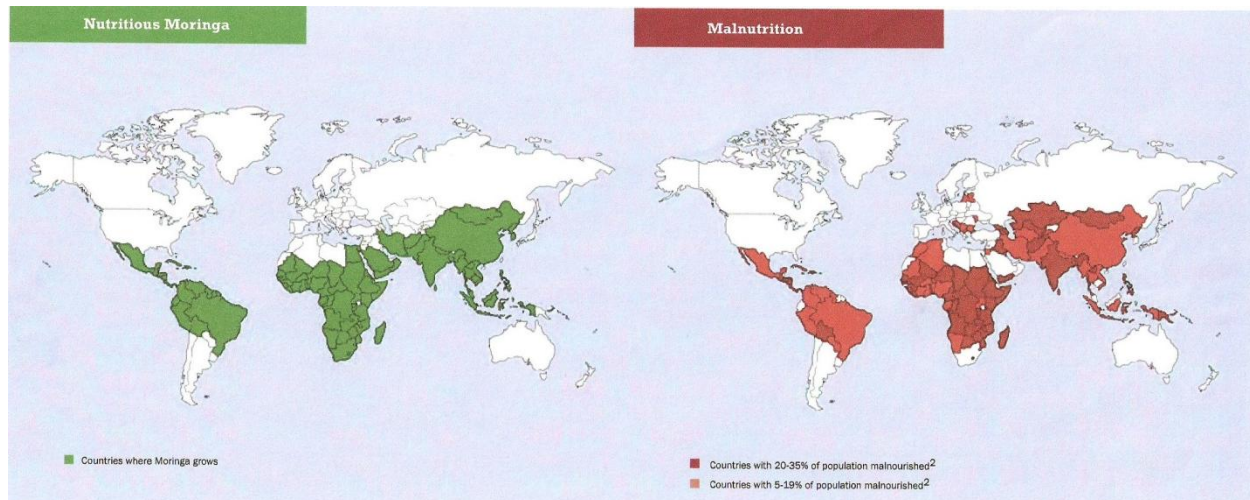 Nutritious Moringa
Malnutrition
Countries where Moringa grows
Countries with 20-35% of population malnourished2
Countries with 5-19% of population malnourished2